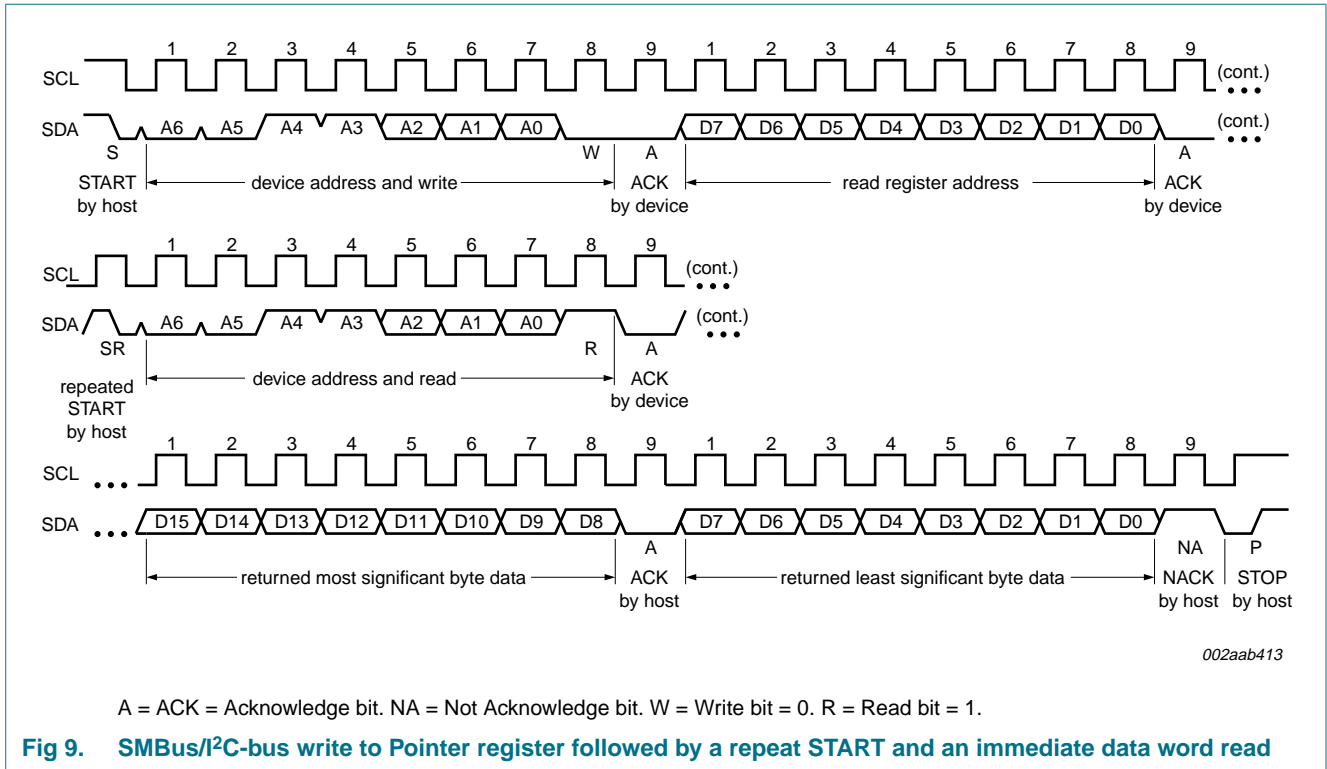 1 2 3 4 5 6 7 8 9 1 2 3 4 5 6 7 8 9
SCL (cont.)
SDA A6 A5 A4 A3 A2 A1 A0 D7 D6 D5 D4 D3 D2 D1 D0 (cont.)
S W A A
START by host
device address and write
ACK by device
read register address
ACK by device
1 2 3 4 5 6 7 8 9
SCL (cont.)
SDA A6 A5 A4 A3 A2 A1 A0 (cont.)
SR R A
repeated START by host
device address and read
ACK by device
1 2 3 4 5 6 7 8 9 1 2 3 4 5 6 7 8 9
SCL
SDA D15 D14 D13 D12 D11 D10 D9 D8 D7 D6 D5 D4 D3 D2 D1 D0
A NA P
returned most significant byte data
ACK by host
returned least significant byte data
NACK by host
STOP by host
002aab413
A = ACK = Acknowledge bit. NA = Not Acknowledge bit. W = Write bit = 0. R = Read bit = 1.
Fig 9. SMBus/I²C-bus write to Pointer register followed by a repeat START and an immediate data word read